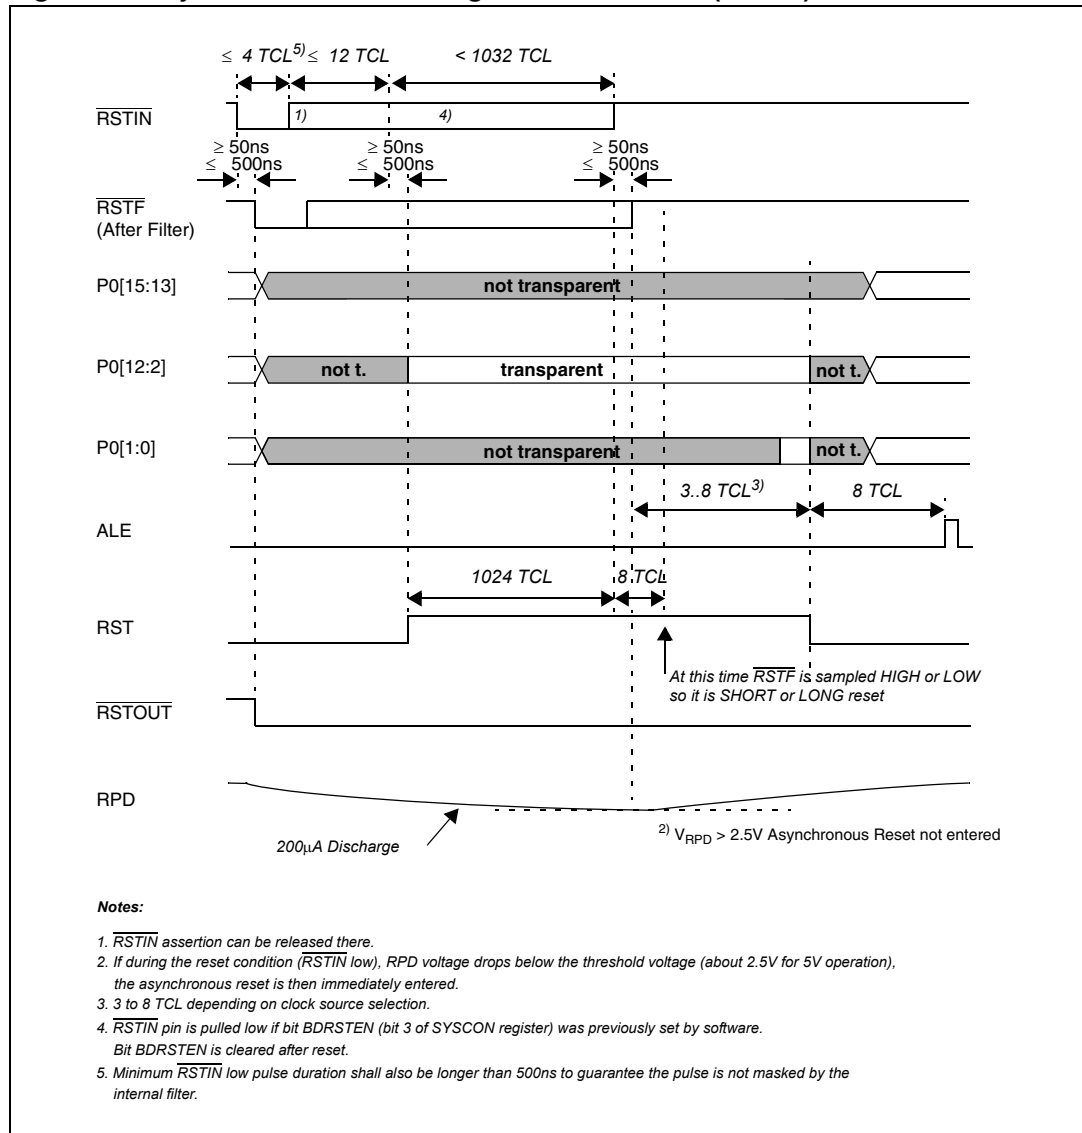 ≤ 4 TCL5) ≤ 12 TCL < 1032 TCL
RSTIN
1) 4)
≥ 50ns ≥ 50ns ≥ 50ns
≤ 500ns ≤ 500ns ≤ 500ns
RSTF
(After Filter)
P0[15:13] not transparent
P0[12:2] not t. transparent not t.
P0[1:0] not transparent not t.
3..8 TCL3) 8 TCL
ALE
1024 TCL 8 TCL
RST
At this time RSTF is sampled HIGH or LOW
so it is SHORT or LONG reset
RSTOUT
RPD
200μA Discharge
2) VRPD > 2.5V Asynchronous Reset not entered
Notes:
1. RSTIN assertion can be released there.
2. If during the reset condition (RSTIN low), RPD voltage drops below the threshold voltage (about 2.5V for 5V operation),
the asynchronous reset is then immediately entered.
3. 3 to 8 TCL depending on clock source selection.
4. RSTIN pin is pulled low if bit BDRSTEN (bit 3 of SYSCON register) was previously set by software.
Bit BDRSTEN is cleared after reset.
5. Minimum RSTIN low pulse duration shall also be longer than 500ns to guarantee the pulse is not masked by the
internal filter.